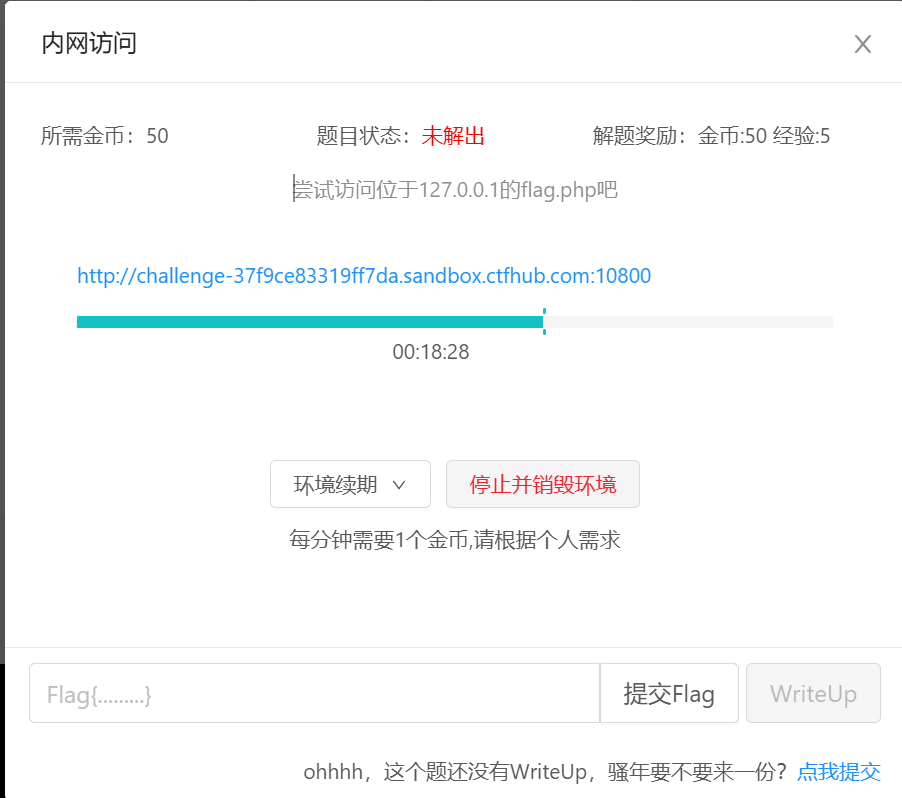 内网访问
所需金币：50 题目状态：未解出 解题奖励：金币:50 经验:5
尝试访问位于127.0.0.1的flag.php吧
http://challenge-37f9ce83319ff7da.sandbox.ctfhub.com:10800
00:18:28
环境续期 停止并销毁环境
每分钟需要1个金币,请根据个人需求
Flag{.........} 提交Flag WriteUp
ohhhh，这个题还没有WriteUp，骚年要不要来一份？点我提交